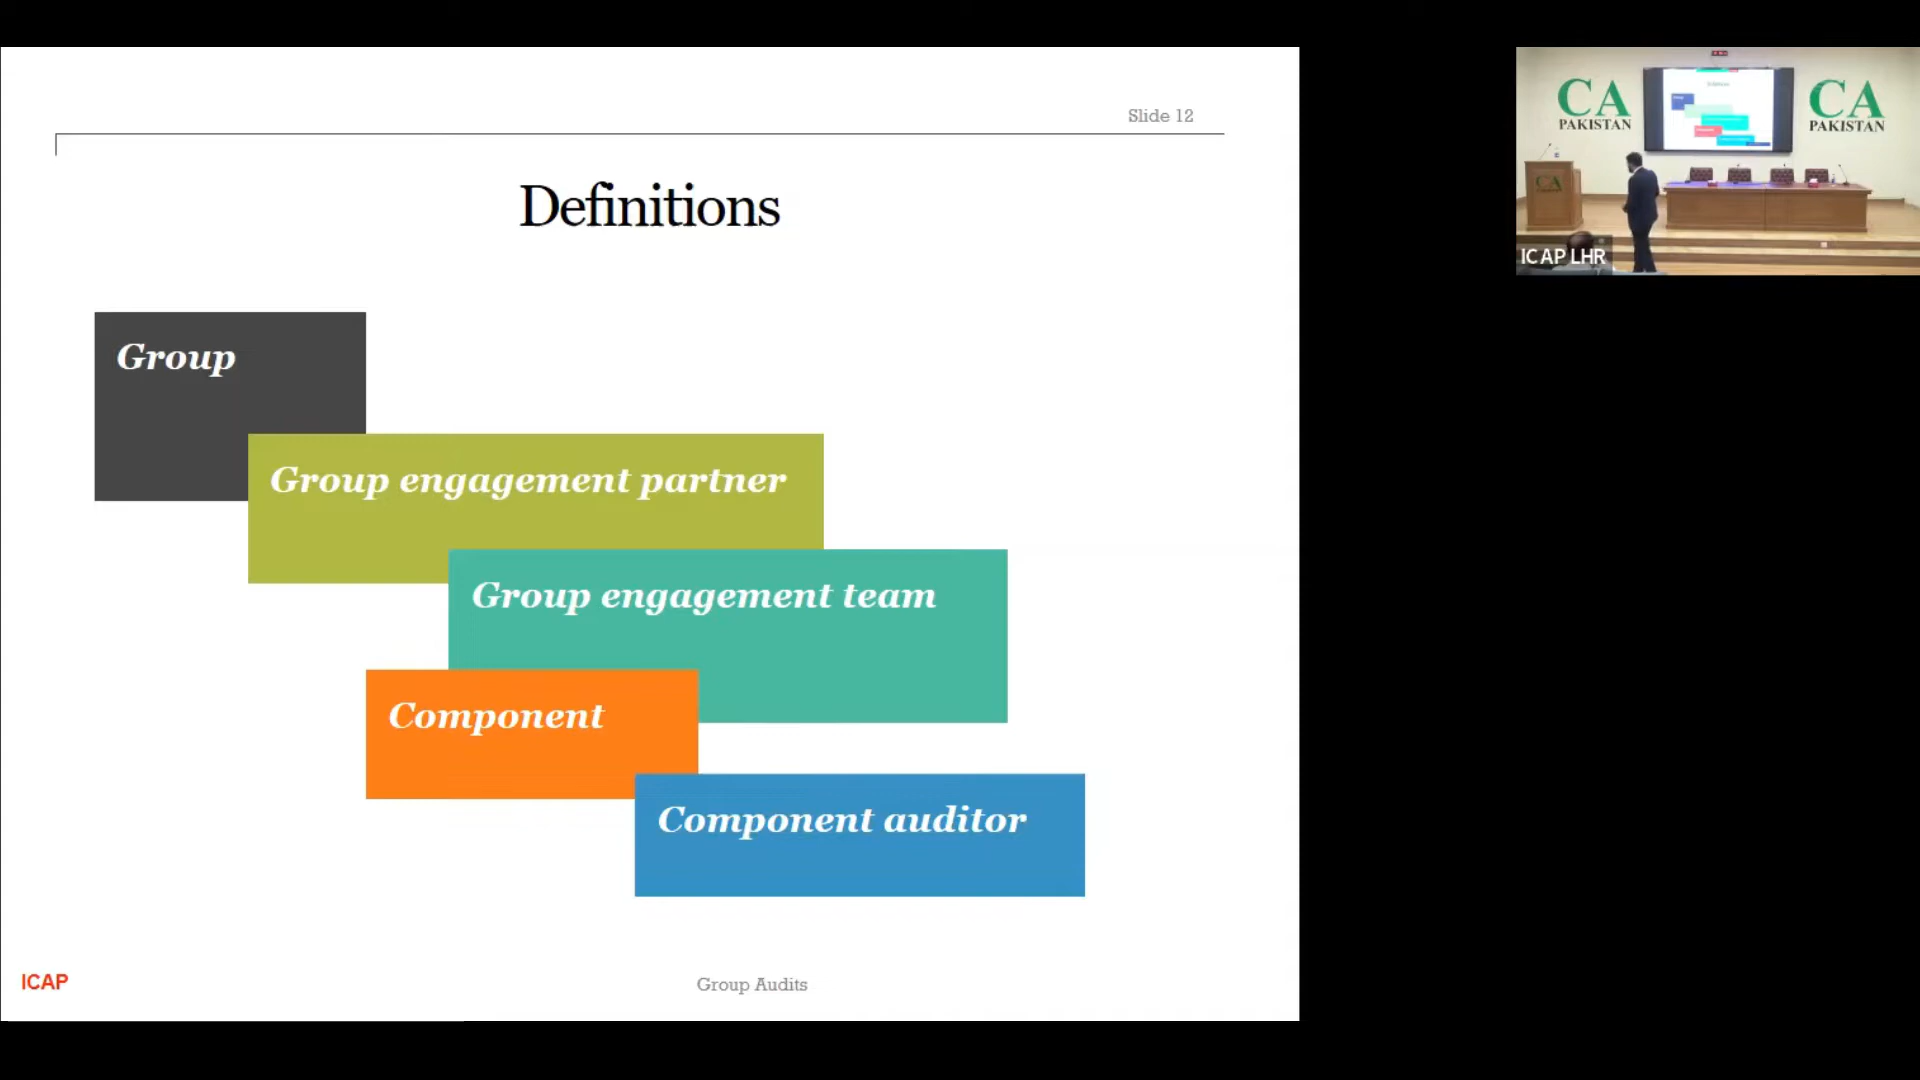 Slide 12
Definitions
Group
Group engagement partner
Group engagement team
Component
Component auditor
ICAP
Group Audits
CA
PAKISTAN
CA
PAKISTAN
CA
ICAP LHR